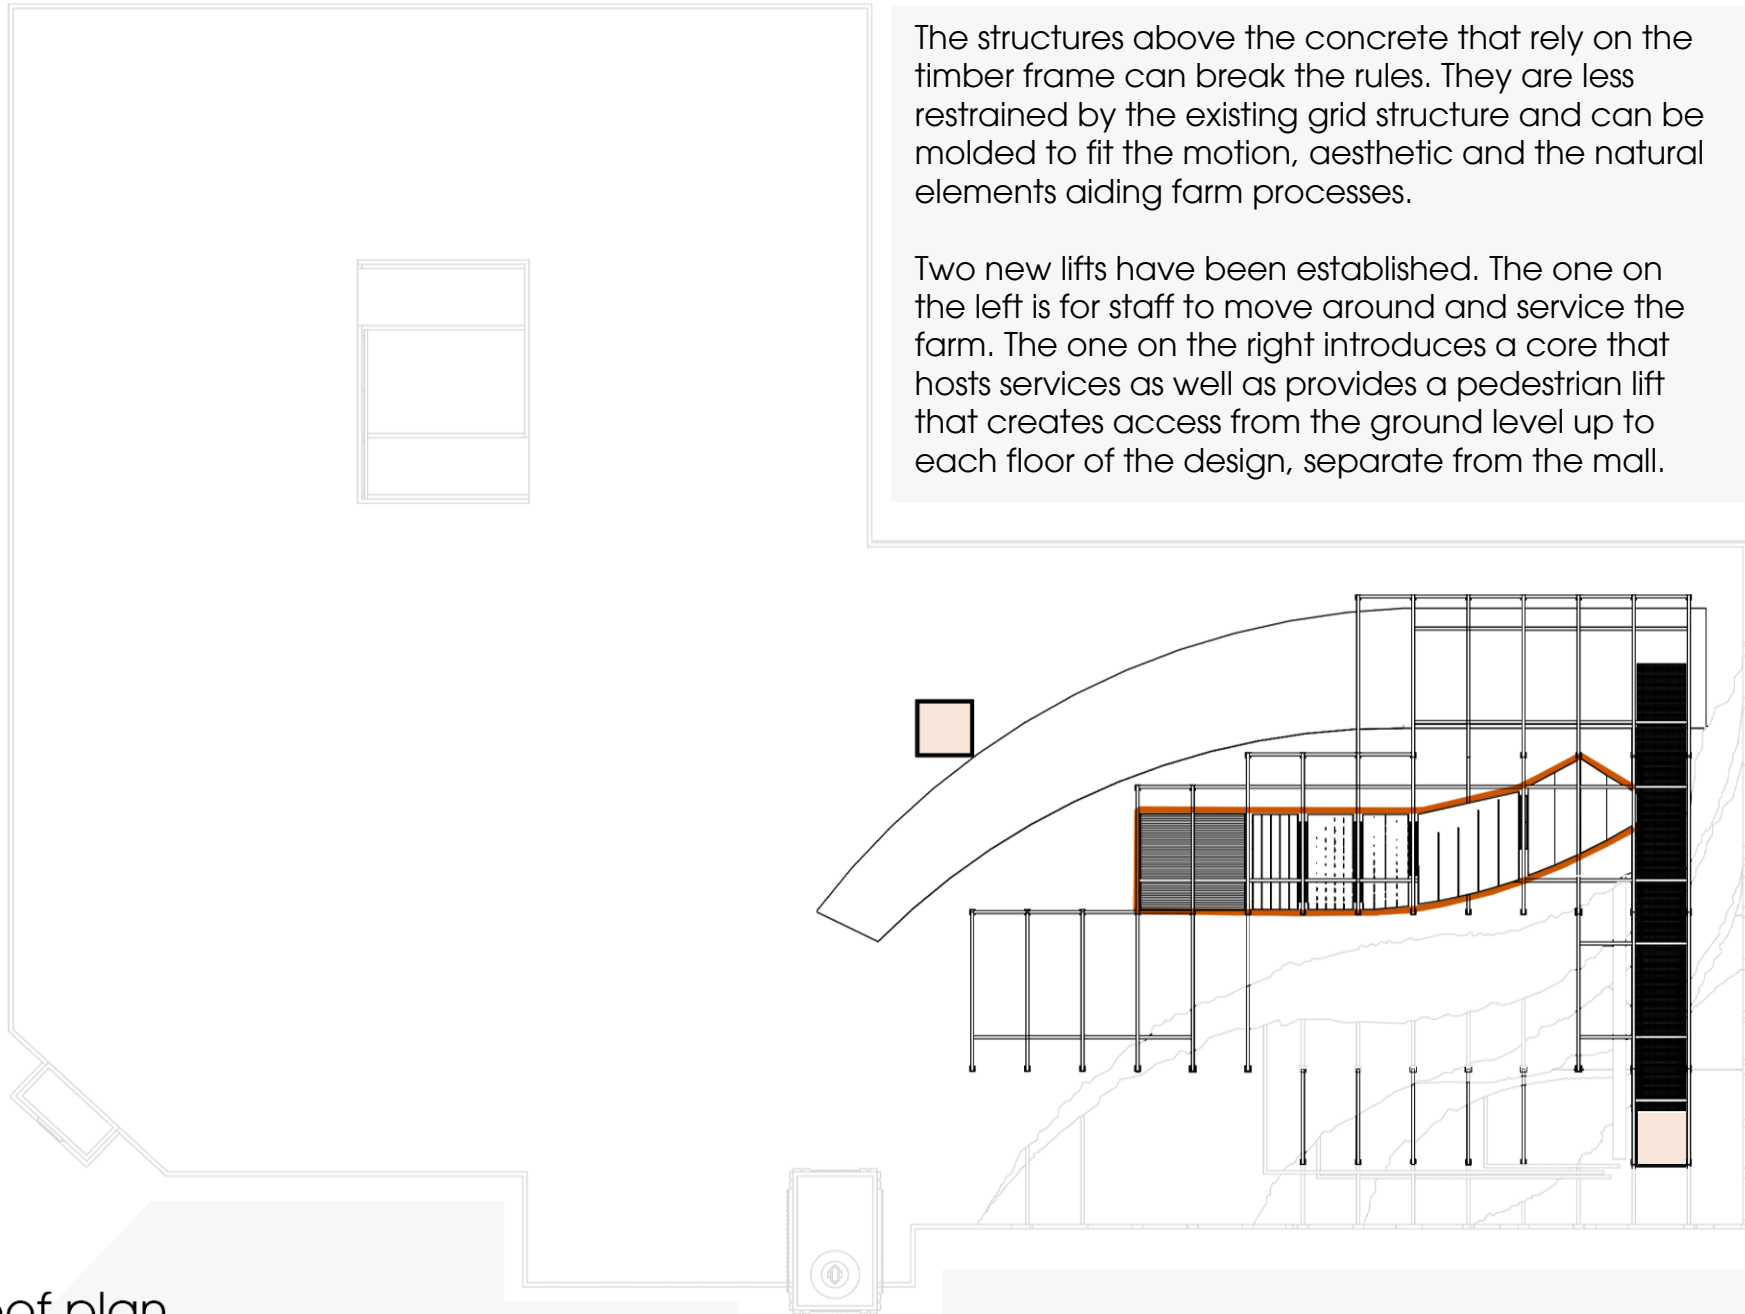 The structures above the concrete that rely on the
timber frame can break the rules. They are less
restrained by the existing grid structure and can be
molded to fit the motion, aesthetic and the natural
elements aiding farm processes.
Two new lifts have been established. The one on
the left is for staff to move around and service the
farm. The one on the right introduces a core that
hosts services as well as provides a pedestrian lift
that creates access from the ground level up to
each floor of the design, separate from the mall.
plan